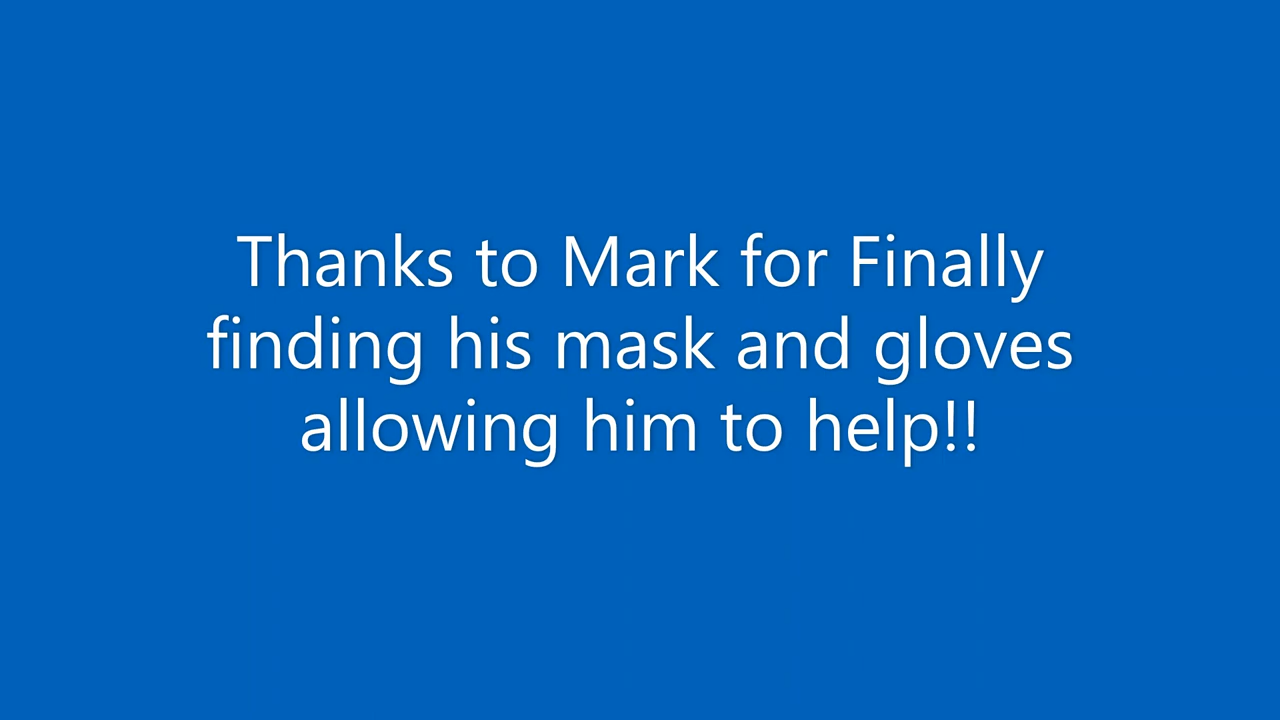 Thanks to Mark for Finally
finding his mask and gloves
allowing him to help!!